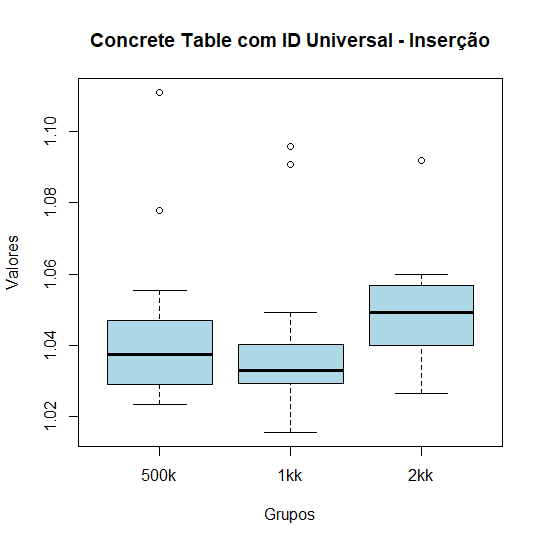 Concrete Table com ID Universal - Inserção
Valores
1.10
1.08
1.06
1.04
1.02
500k
1kk
2kk
Grupos